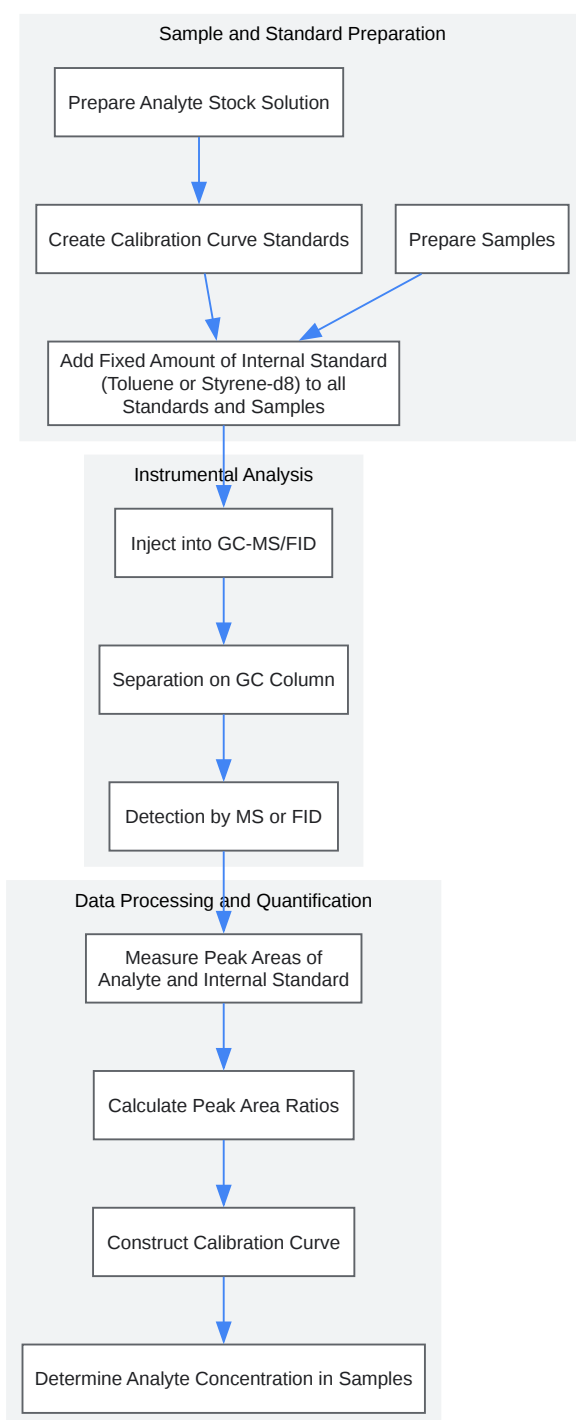 Sample and Standard Preparation
Prepare Analyte Stock Solution
Create Calibration Curve Standards
Prepare Samples
Add Fixed Amount of Internal Standard
(Toluene or Styrene-d8) to all
Standards and Samples
Instrumental Analysis
Inject into GC-MS/FID
Separation on GC Column
Detection by MS or FID
Data Processing and Quantification
Measure Peak Areas of
Analyte and Internal Standard
Calculate Peak Area Ratios
Construct Calibration Curve
Determine Analyte Concentration in Samples